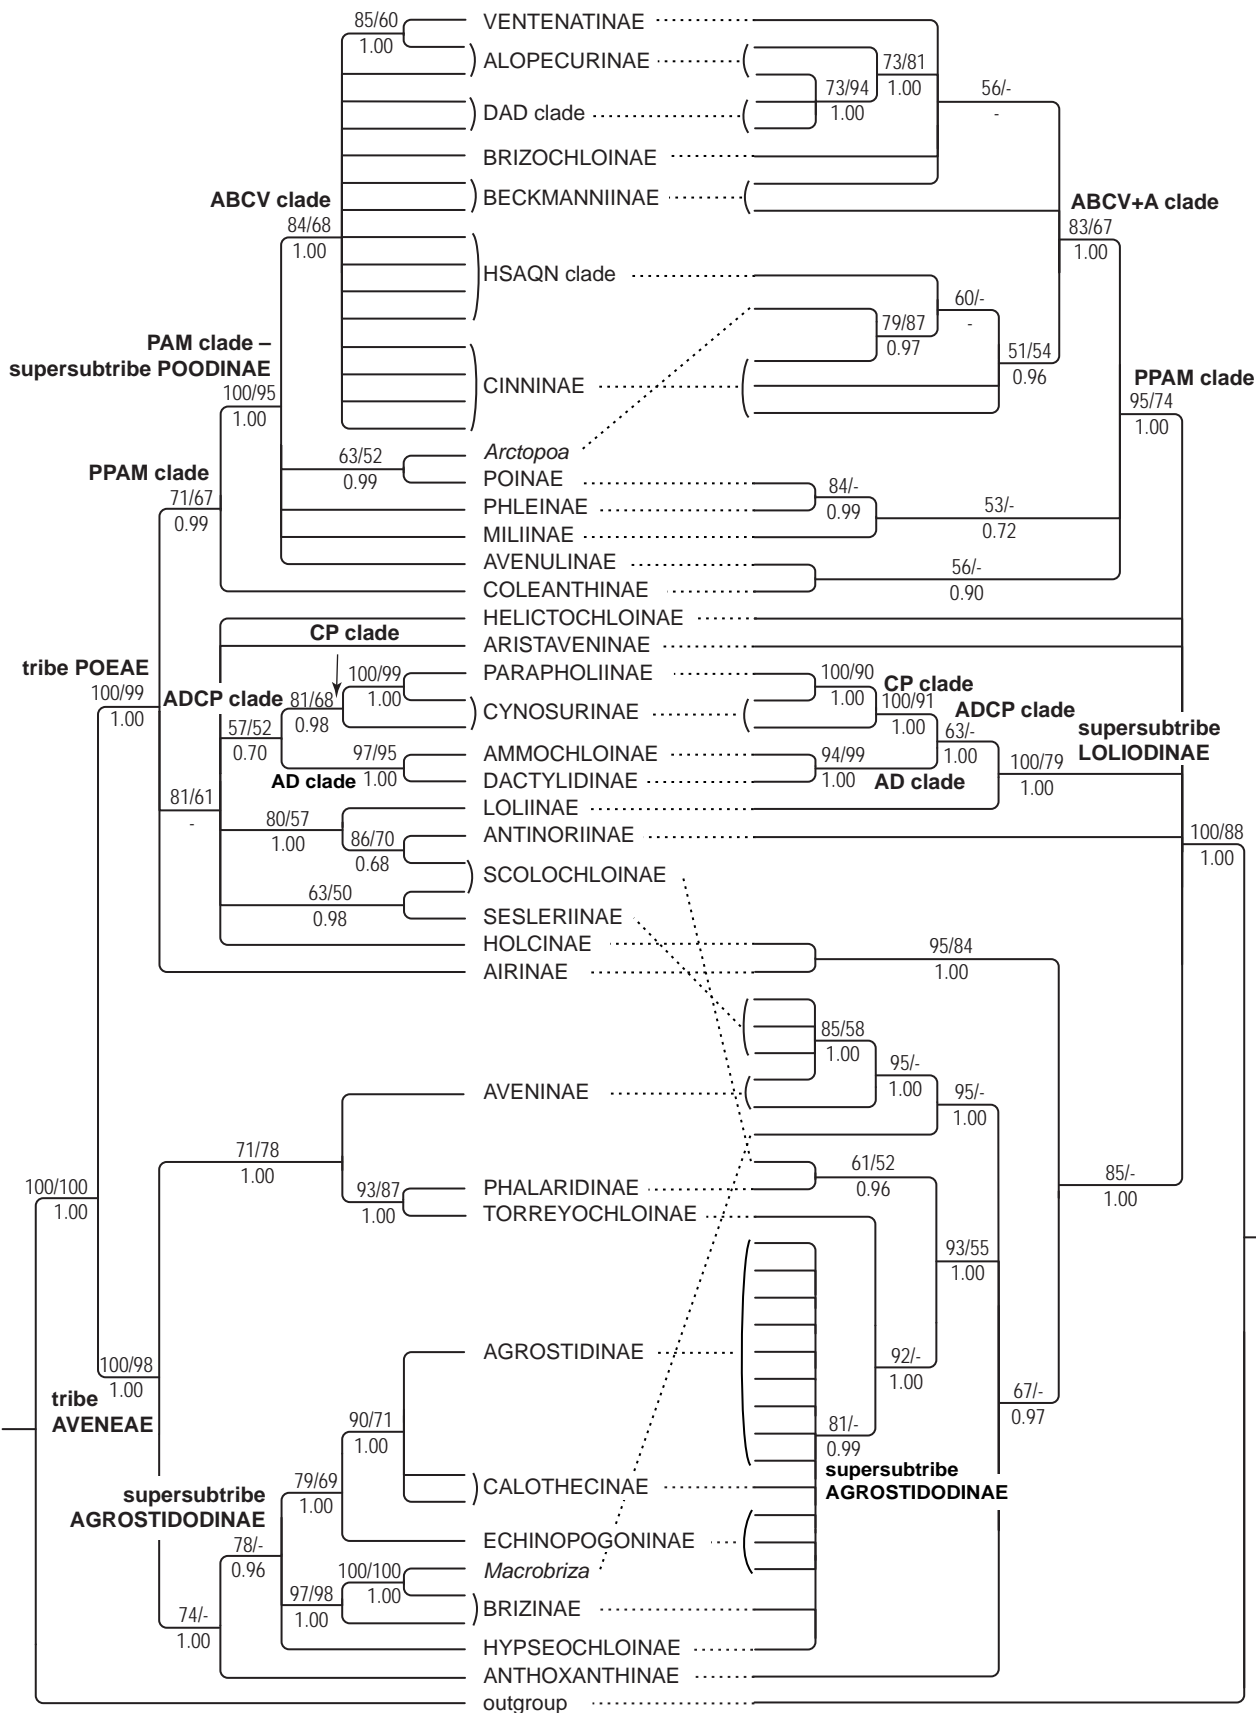 85/60
1.00
VENTENATINAE
ALOPECURINAE
DAD clade
BRIZOCHLOINAE
BECKMANNIINAE
HSAQN clade
CINNINAE
Arctopoa
POINAE
PHLEINAE
MILIINAE
AVENULINAE
COLEANTHINAE
HELICTOCHLOINAE
ARISTAVENINAE
PARAPHOLIINAE
CYNOSURINAE
AMMOCHLOINAE
DACTYLIDINAE
LOLIINAE
ANTINORIINAE
SCOLOCHLOINAE
SESLERIINAE
HOLCINAE
AIRINAE
AVENINAE
PHALARIDINAE
TORREYOCHLOINAE
AGROSTIDINAE
CALOTHECINAE
ECHINOPOGONINAE
Macrobriza
BRIZINAE
HYPSEOCHLOINAE
ANTHOXANTHINAE
outgroup
ABCV clade
84/68
1.00
PAM clade –
supersubtribe POODINAE
100/95
1.00
63/52
0.99
PPAM clade
71/67
0.99
tribe POEAE
100/99
1.00
CP clade
100/99
1.00
ADCP clade
81/68
0.98
57/52
0.70
97/95
AD clade
1.00
81/61
-
80/57
1.00
86/70
0.68
63/50
0.98
71/78
1.00
93/87
1.00
100/100
1.00
100/98
1.00
tribe
AVENEAE
90/71
1.00
79/69
1.00
supersubtribe
AGROSTIDODINAE
78/-
0.96
100/100
1.00
97/98
1.00
74/-
1.00
73/81
1.00
73/94
1.00
56/-
-
ABCV+A clade
83/67
1.00
60/-
-
79/87
0.97
51/54
0.96
PPAM clade
95/74
1.00
84/-
0.99
53/-
0.72
56/-
0.90
100/90
1.00
CP clade
100/91
1.00
ADCP clade
63/-
1.00
94/99
1.00
AD clade
supersubtribe
LOLIODINAE
100/79
1.00
100/88
1.00
95/84
1.00
85/58
1.00
95/-
1.00
95/-
1.00
61/52
0.96
85/-
1.00
93/55
1.00
92/-
1.00
67/-
0.97
81/-
0.99
supersubtribe
AGROSTIDODINAE